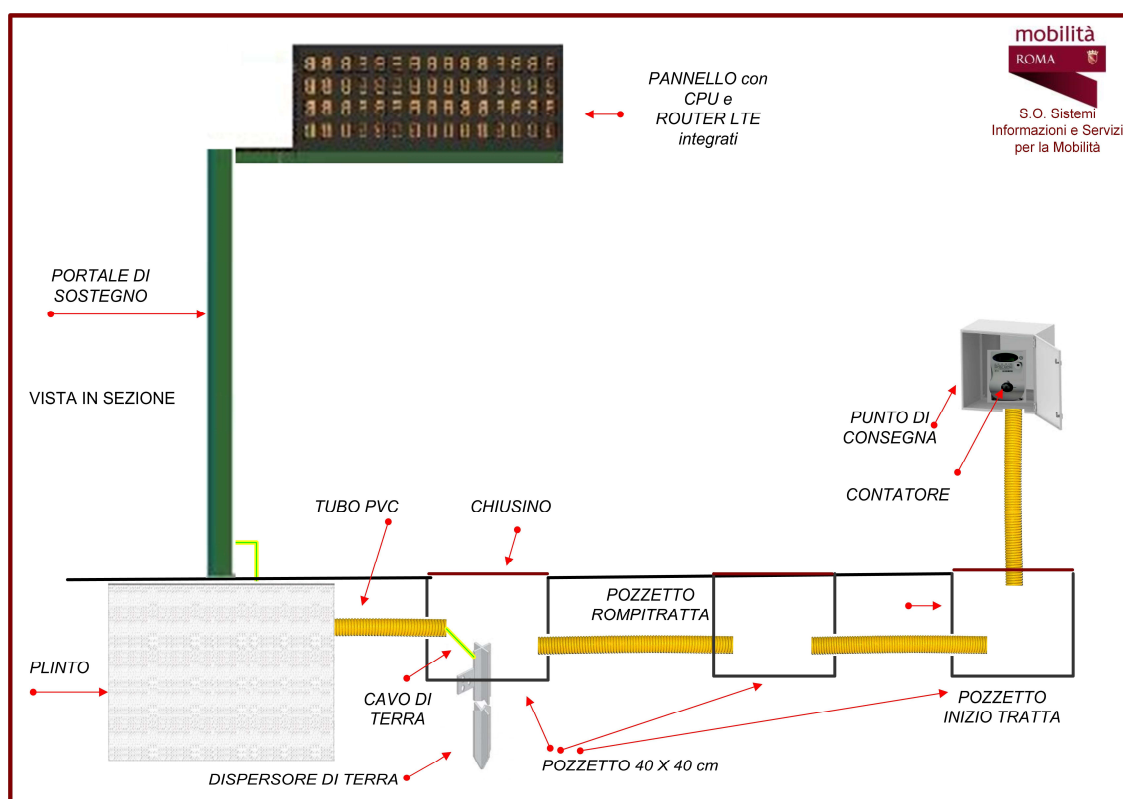 mobilità
ROMA
S.O. Sistemi
Informazioni e Servizi
per la Mobilità
PANNELLO con
CPU e
ROUTER LTE
integrati
PORTALE DI
SOSTEGNO
VISTA IN SEZIONE
PUNTO DI
CONSEGNA
CONTATORE
TUBO PVC
CHIUSINO
POZZETTO
ROMPITRATTA
PLINTO
CAVO DI
TERRA
POZZETTO
INIZIO TRATTA
DISPERSORE DI TERRA
POZZETTO 40 X 40 cm